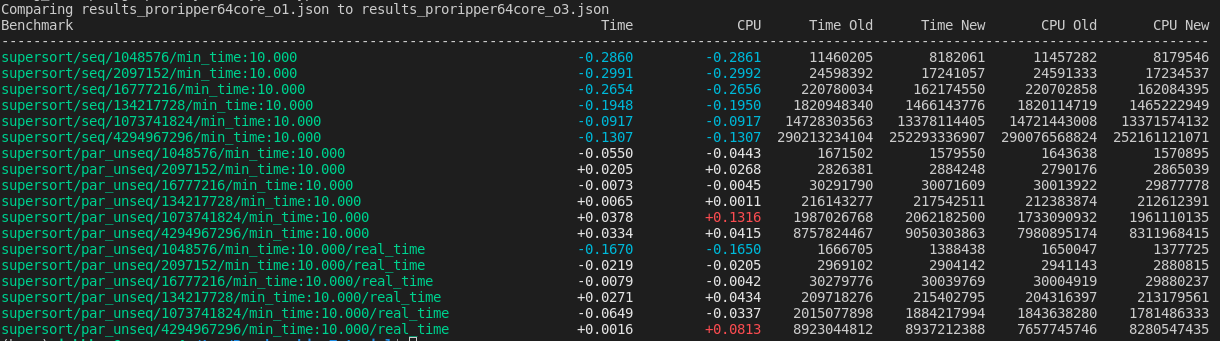 Comparing results_proripper64core_o1.json to results_proripper64core_o3.json
Benchmark Time CPU Time Old Time New CPU Old CPU New
-----------------------------------------------------------------------------------------------------------------------------------------------------
supersort/seq/1048576/min_time:10.000 -0.2860 -0.2861 11460205 8182061 11457282 8179546
supersort/seq/2097152/min_time:10.000 -0.2991 -0.2992 24598392 17241057 24591333 17234537
supersort/seq/16777216/min_time:10.000 -0.2654 -0.2656 220780034 162174550 220702858 162084395
supersort/seq/134217728/min_time:10.000 -0.1948 -0.1950 1820948340 1466143776 1820114719 1465222949
supersort/seq/1073741824/min_time:10.000 -0.0917 -0.0917 14728303563 13378114405 14721443008 13371574132
supersort/seq/4294967296/min_time:10.000 -0.1307 -0.1307 290213234104 252293336907 290076568824 252161121071
supersort/par_unseq/1048576/min_time:10.000 -0.0550 -0.0443 1671502 1579550 1643638 1570895
supersort/par_unseq/2097152/min_time:10.000 +0.0205 +0.0268 2826381 2884248 2790176 2865039
supersort/par_unseq/16777216/min_time:10.000 -0.0073 -0.0045 30291790 30071609 30013922 29877778
supersort/par_unseq/134217728/min_time:10.000 +0.0065 +0.0011 216143277 217542511 212383874 212612391
supersort/par_unseq/1073741824/min_time:10.000 +0.0378 +0.1316 1987026768 2062182500 1733090932 1961110135
supersort/par_unseq/4294967296/min_time:10.000 +0.0334 +0.0415 8757824467 9050303863 7980895174 8311968415
supersort/par_unseq/1048576/min_time:10.000/real_time -0.1670 -0.1650 1666705 1388438 1650047 1377725
supersort/par_unseq/2097152/min_time:10.000/real_time -0.0219 -0.0205 2969102 2904142 2941143 2880815
supersort/par_unseq/16777216/min_time:10.000/real_time -0.0079 -0.0042 30279776 30039769 30004919 29880237
supersort/par_unseq/134217728/min_time:10.000/real_time +0.0271 +0.0434 209718276 215402795 204316397 213179561
supersort/par_unseq/1073741824/min_time:10.000/real_time -0.0649 -0.0337 2015077898 1884217994 1843638280 1781486333
supersort/par_unseq/4294967296/min_time:10.000/real_time +0.0016 +0.0813 8923044812 8937212388 7657745746 8280547435